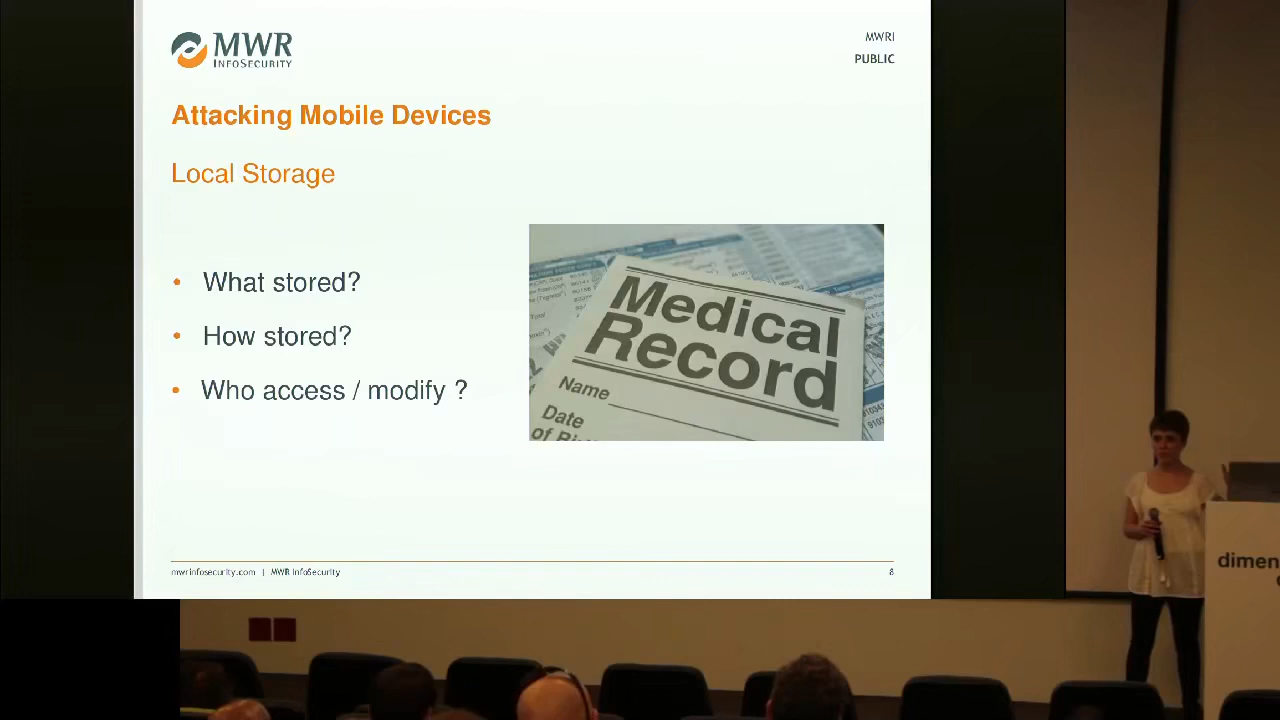 MWR
INFOSECURITY
MWRI
PUBLIC
Attacking Mobile Devices
Local Storage
• What stored?
• How stored?
• Who access / modify ?
Medical
Record
Name
Date
mwrinfosecurity.com | MWR InfoSecurity
8
dimen